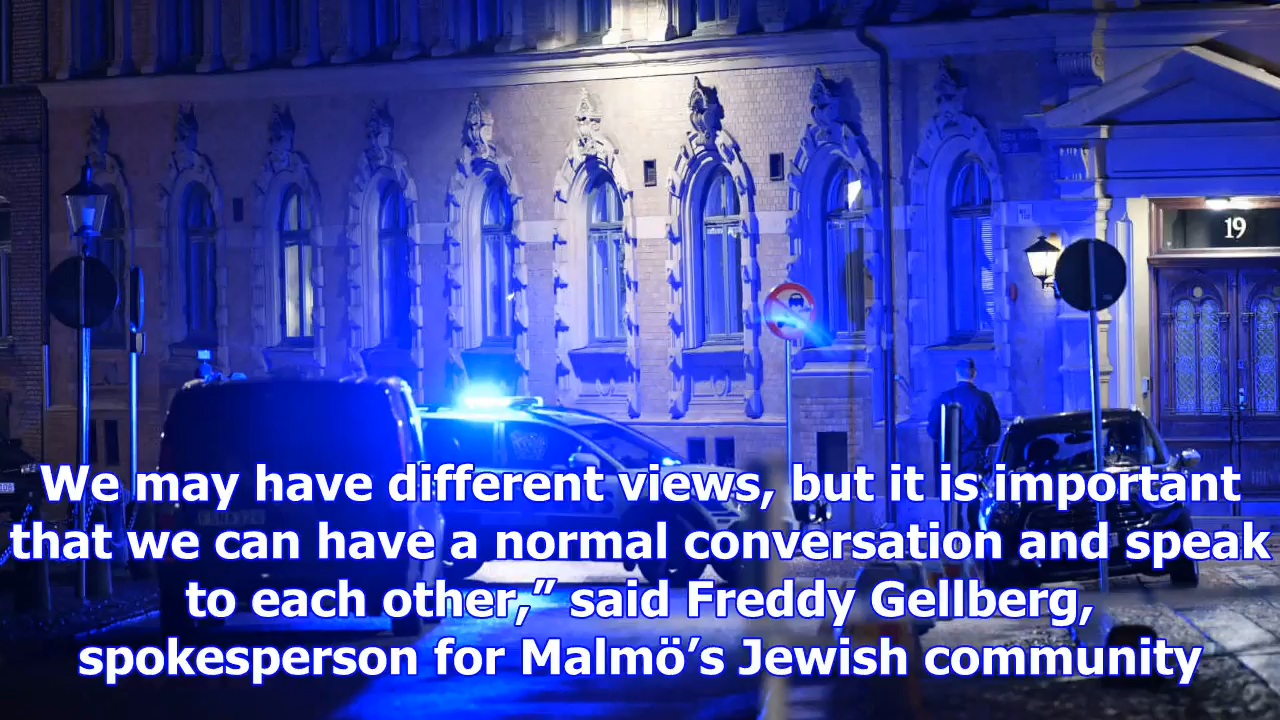 19
We may have different views, but it is important
that we can have a normal conversation and speak
to each other,” said Freddy Gellberg,
spokesperson for Malmö’s Jewish community